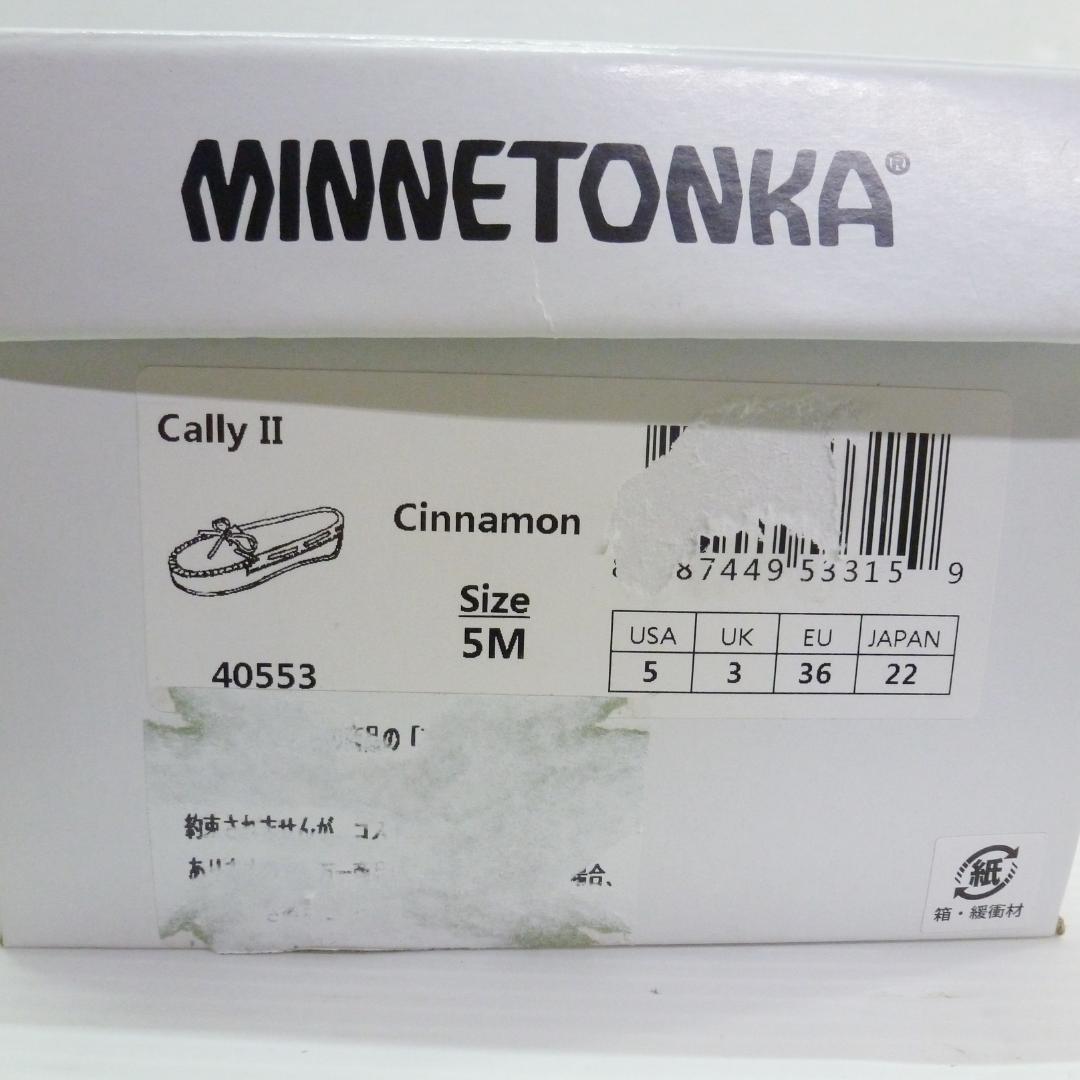 MINNETONKA®
Cally II
Cinnamon
Size
5M
40553
87449 53315 9
USA UK EU JAPAN
5 3 36 22
の
約束されませんが コス
あり
場合、
紙
箱・緩衝材